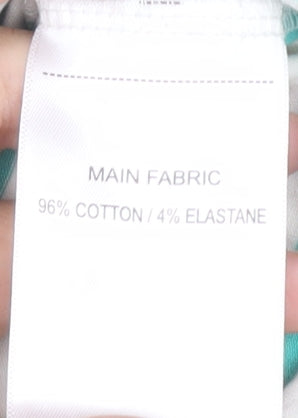 MAIN FABRIC
96% COTTON / 4% ELASTANE